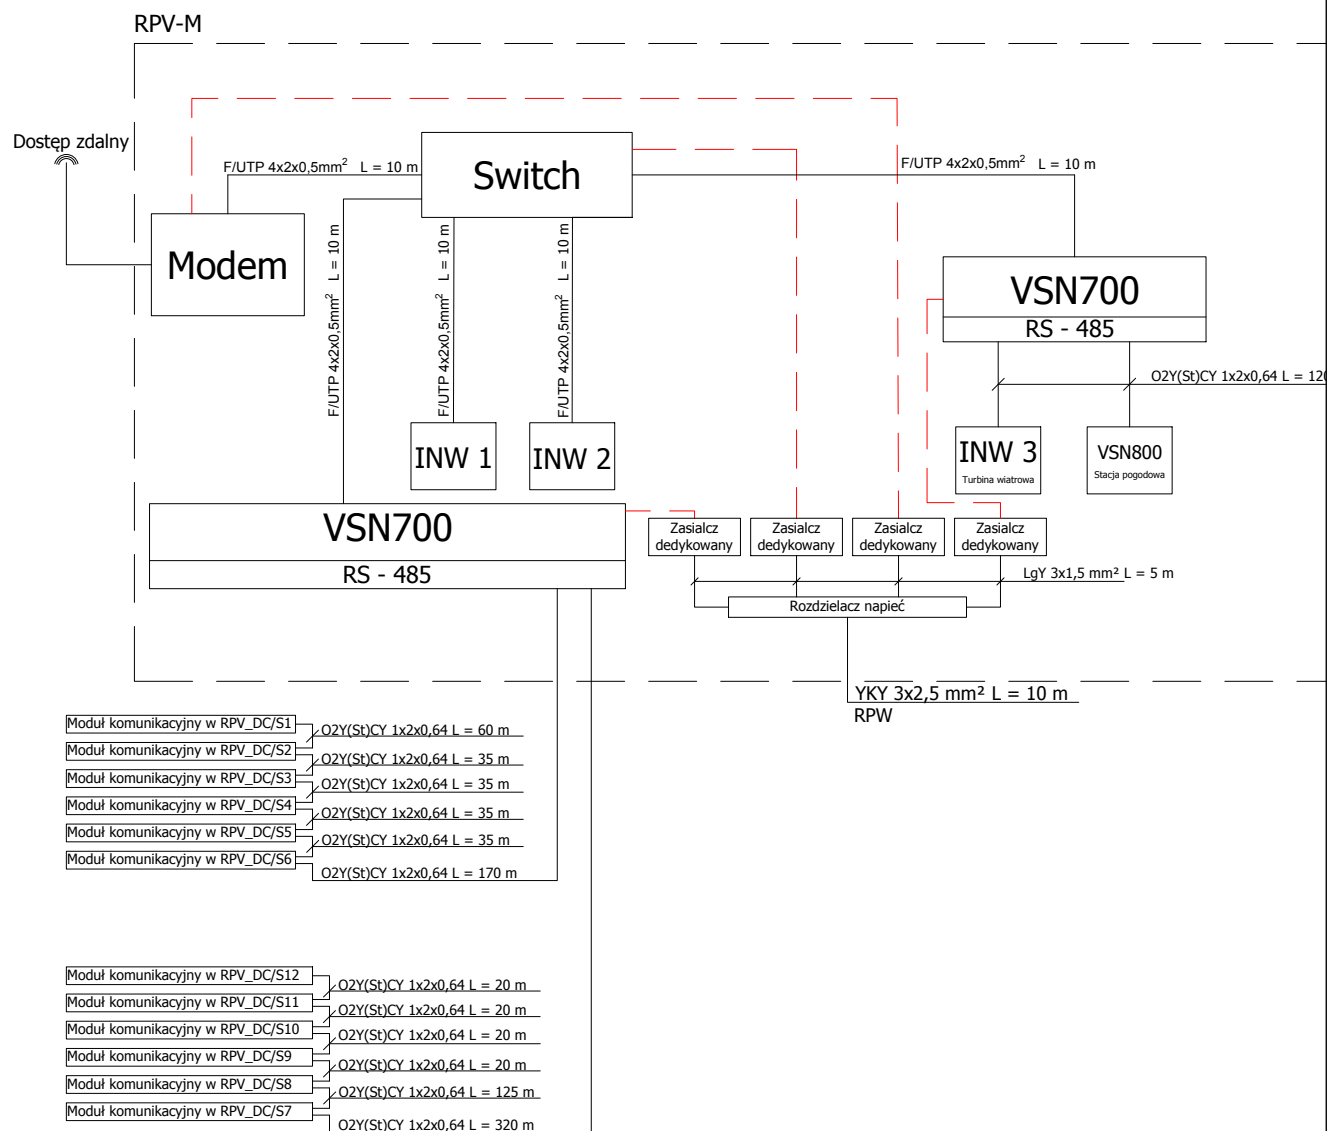 RPV-M
Dostęp zdalny
F/UTP 4x2x0,5mm² L = 10 m
Switch
F/UTP 4x2x0,5mm² L = 10 m
Modem
F/UTP 4x2x0,5mm² L = 10 m
F/UTP 4x2x0,5mm² L = 10 m
F/UTP 4x2x0,5mm² L = 10 m
VSN700
RS - 485
O2Y(St)CY 1x2x0,64 L = 120
INW 1
INW 2
INW 3
Turbina wiatrowa
VSN800
Stacja pogodowa
VSN700
RS - 485
Zasialcz
dedykowany
Zasialcz
dedykowany
Zasialcz
dedykowany
Zasialcz
dedykowany
LgY 3x1,5 mm² L = 5 m
Rozdzielacz napieć
YKY 3x2,5 mm² L = 10 m
RPW
Moduł komunikacyjny w RPV_DC/S1
O2Y(St)CY 1x2x0,64 L = 60 m
Moduł komunikacyjny w RPV_DC/S2
O2Y(St)CY 1x2x0,64 L = 35 m
Moduł komunikacyjny w RPV_DC/S3
O2Y(St)CY 1x2x0,64 L = 35 m
Moduł komunikacyjny w RPV_DC/S4
O2Y(St)CY 1x2x0,64 L = 35 m
Moduł komunikacyjny w RPV_DC/S5
O2Y(St)CY 1x2x0,64 L = 35 m
Moduł komunikacyjny w RPV_DC/S6
O2Y(St)CY 1x2x0,64 L = 170 m
Moduł komunikacyjny w RPV_DC/S12
O2Y(St)CY 1x2x0,64 L = 20 m
Moduł komunikacyjny w RPV_DC/S11
O2Y(St)CY 1x2x0,64 L = 20 m
Moduł komunikacyjny w RPV_DC/S10
O2Y(St)CY 1x2x0,64 L = 20 m
Moduł komunikacyjny w RPV_DC/S9
O2Y(St)CY 1x2x0,64 L = 20 m
Moduł komunikacyjny w RPV_DC/S8
O2Y(St)CY 1x2x0,64 L = 125 m
Moduł komunikacyjny w RPV_DC/S7
O2Y(St)CY 1x2x0,64 L = 320 m